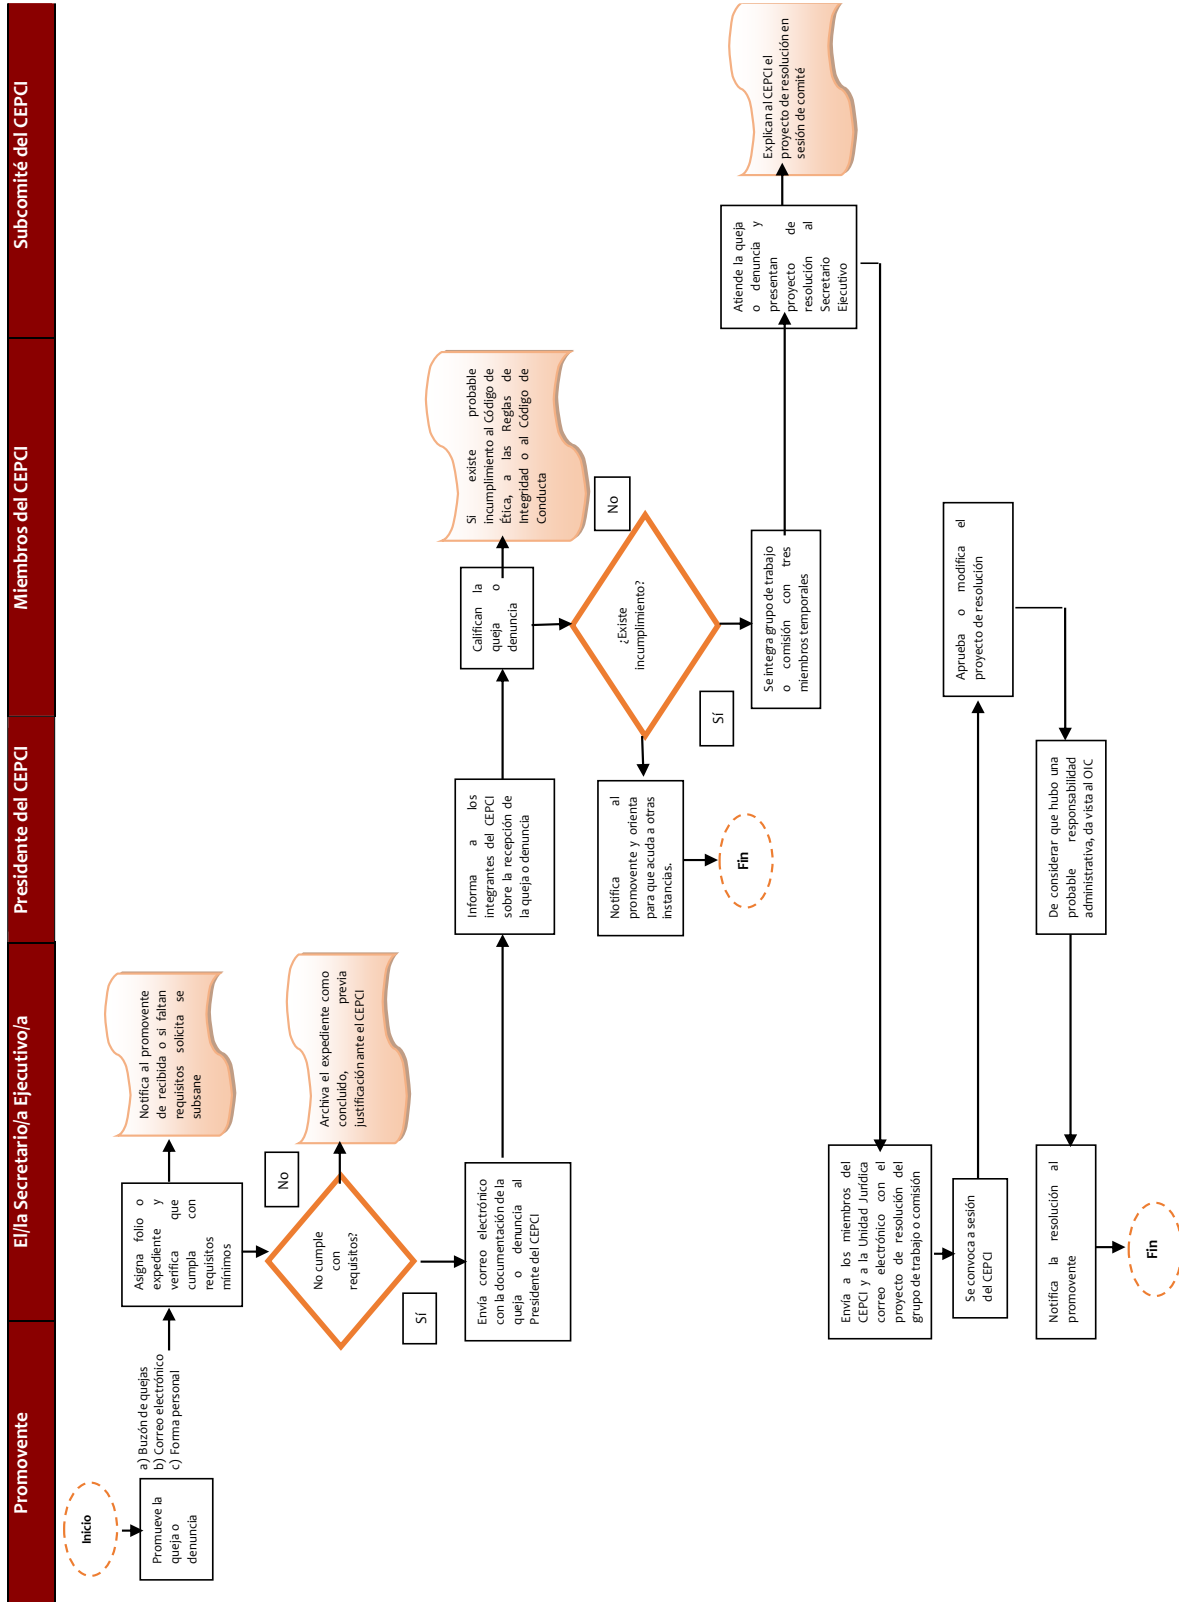 Promovente
El/la Secretario/a Ejecutivo/a
Presidente del CEPCI
Miembros del CEPCI
Subcomité del CEPCI
Inicio
Promueve la
queja o
denuncia
a) Buzón de quejas
b) Correo electrónico
c) Forma personal
Asigna folio o
expediente y
verifica que
cumpla con
requisitos
mínimos
Notifica al promovente
de recibida o si faltan
requisitos solicita se
subsane
No cumple
con
requisitos?
No
Archiva el expediente como
concluido, previa
justificación ante el CEPCI
Sí
Envía correo electrónico
con la documentación de la
queja o denuncia al
Presidente del CEPCI
Informa a los
integrantes del CEPCI
sobre la recepción de
la queja o denuncia
Califican la
queja o
denuncia
Si existe probable
incumplimiento al Código de
Ética, a las Reglas de
Integridad o al Código de
Conducta
¿Existe
incumplimiento?
No
Sí
Notifica al
promovente y orienta
para que acuda a otras
instancias.
Fin
Se integra grupo de trabajo
o comisión con tres
miembros temporales
Atiende la queja
o denuncia y
presentan
proyecto de
resolución al
Secretario
Ejecutivo
Explican al CEPCI el
proyecto de resolución en
sesión de comité
Envía a los miembros del
CEPCI y a la Unidad Jurídica
correo electrónico con el
proyecto de resolución del
grupo de trabajo o comisión
Se convoca a sesión
del CEPCI
Aprueba o modifica el
proyecto de resolución
De considerar que hubo una
probable responsabilidad
administrativa, da vista al OIC
Notifica la resolución al
promovente
Fin